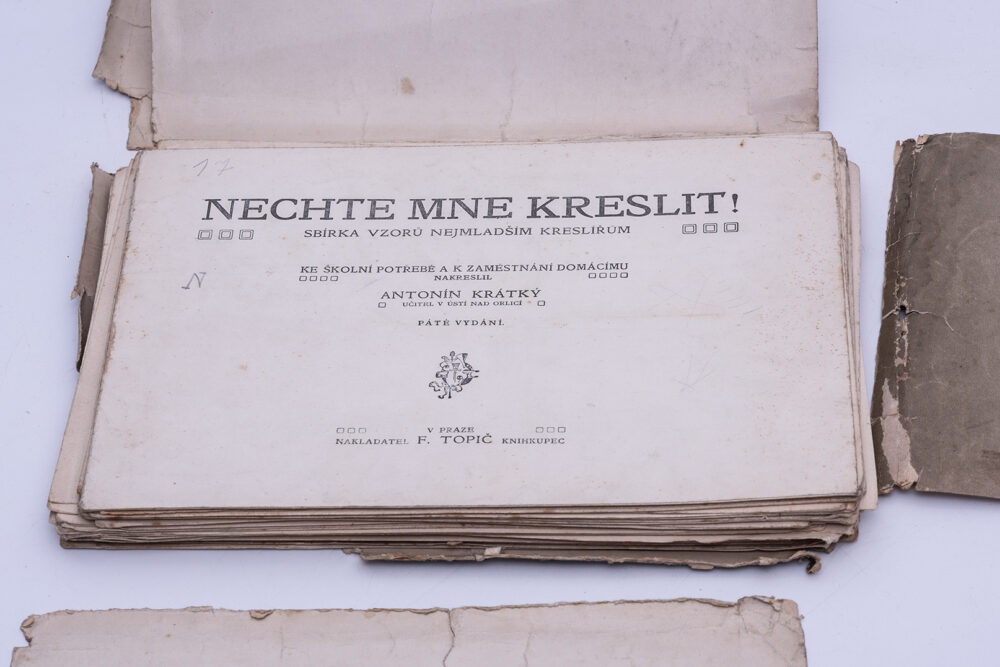 17
NECHTE MNE KRESLIT!
SBÍRKA VZORŮ NEJMLADŠÍM KRESLÍŘŮM
KE ŠKOLNÍ POTŘEBĚ A K ZAMĚSTNÁNÍ DOMÁCÍMU
NAKRESLIL
N
ANTONÍN KRÁTKÝ
UČITEL V ÚSTÍ NAD ORLICÍ
PÁTÉ VYDÁNÍ.
V PRAZE
NAKLADATEL F. TOPIČ KNIHKUPEC